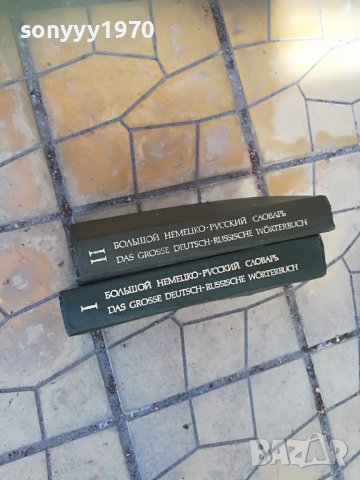 sonyyy1970
II
БОЛЬШОЙ НЕМЕЦКО-РУССКИЙ СЛОВАРЬ
DAS GROSSE DEUTSCH-RUSSISCHE WÖRTERBUCH
I
БОЛЬШОЙ НЕМЕЦКО-РУССКИЙ СЛОВАРЬ
DAS GROSSE DEUTSCH-RUSSISCHE WÖRTERBUCH
BAZAR